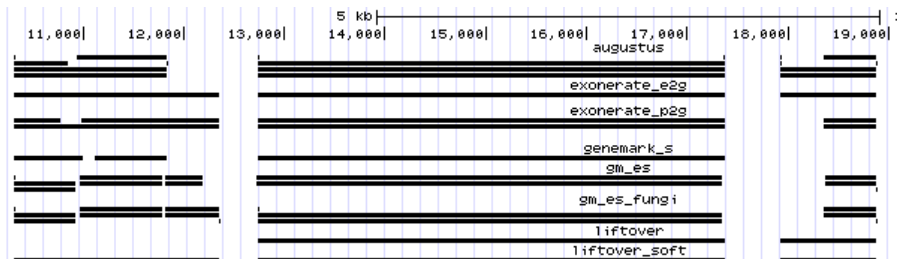 5 kb
11,000| 12,000| 13,000| 14,000| 15,000| 16,000| 17,000| 18,000| 19,000|
augustus
exonerate_e2g
exonerate_p2g
genemark_s
gm_es
gm_es_fungi
liftover
liftover_soft